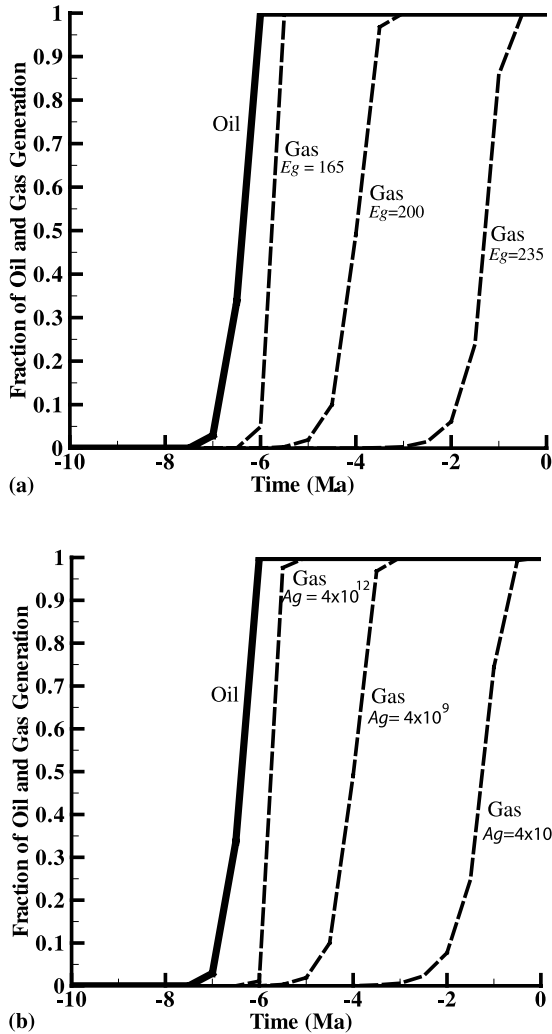 Fraction of Oil and Gas Generation
1
0.9
0.8
0.7
0.6
0.5
0.4
0.3
0.2
0.1
0
Oil
Gas
Eg = 165
Gas
Eg=200
Gas
Eg=235
-10
-8
-6
-4
-2
0
Time (Ma)
(a)
Fraction of Oil and Gas Generation
1
0.9
0.8
0.7
0.6
0.5
0.4
0.3
0.2
0.1
0
Gas
Ag = 4x10^12
Oil
Gas
Ag= 4x10^9
Gas
Ag=4x10
-10
-8
-6
-4
-2
0
Time (Ma)
(b)